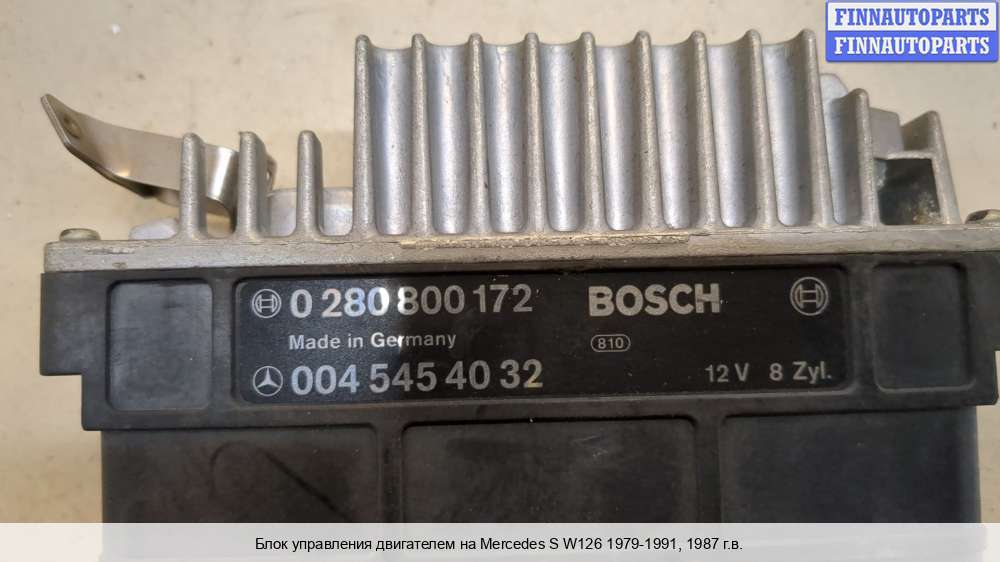 FINNAUTOPARTS
FINNAUTOPARTS
0 280 800 172 BOSCH
Made in Germany 810
004 545 40 32 12 V 8 Zyl.
Блок управления двигателем на Mercedes S W126 1979-1991, 1987 г.в.